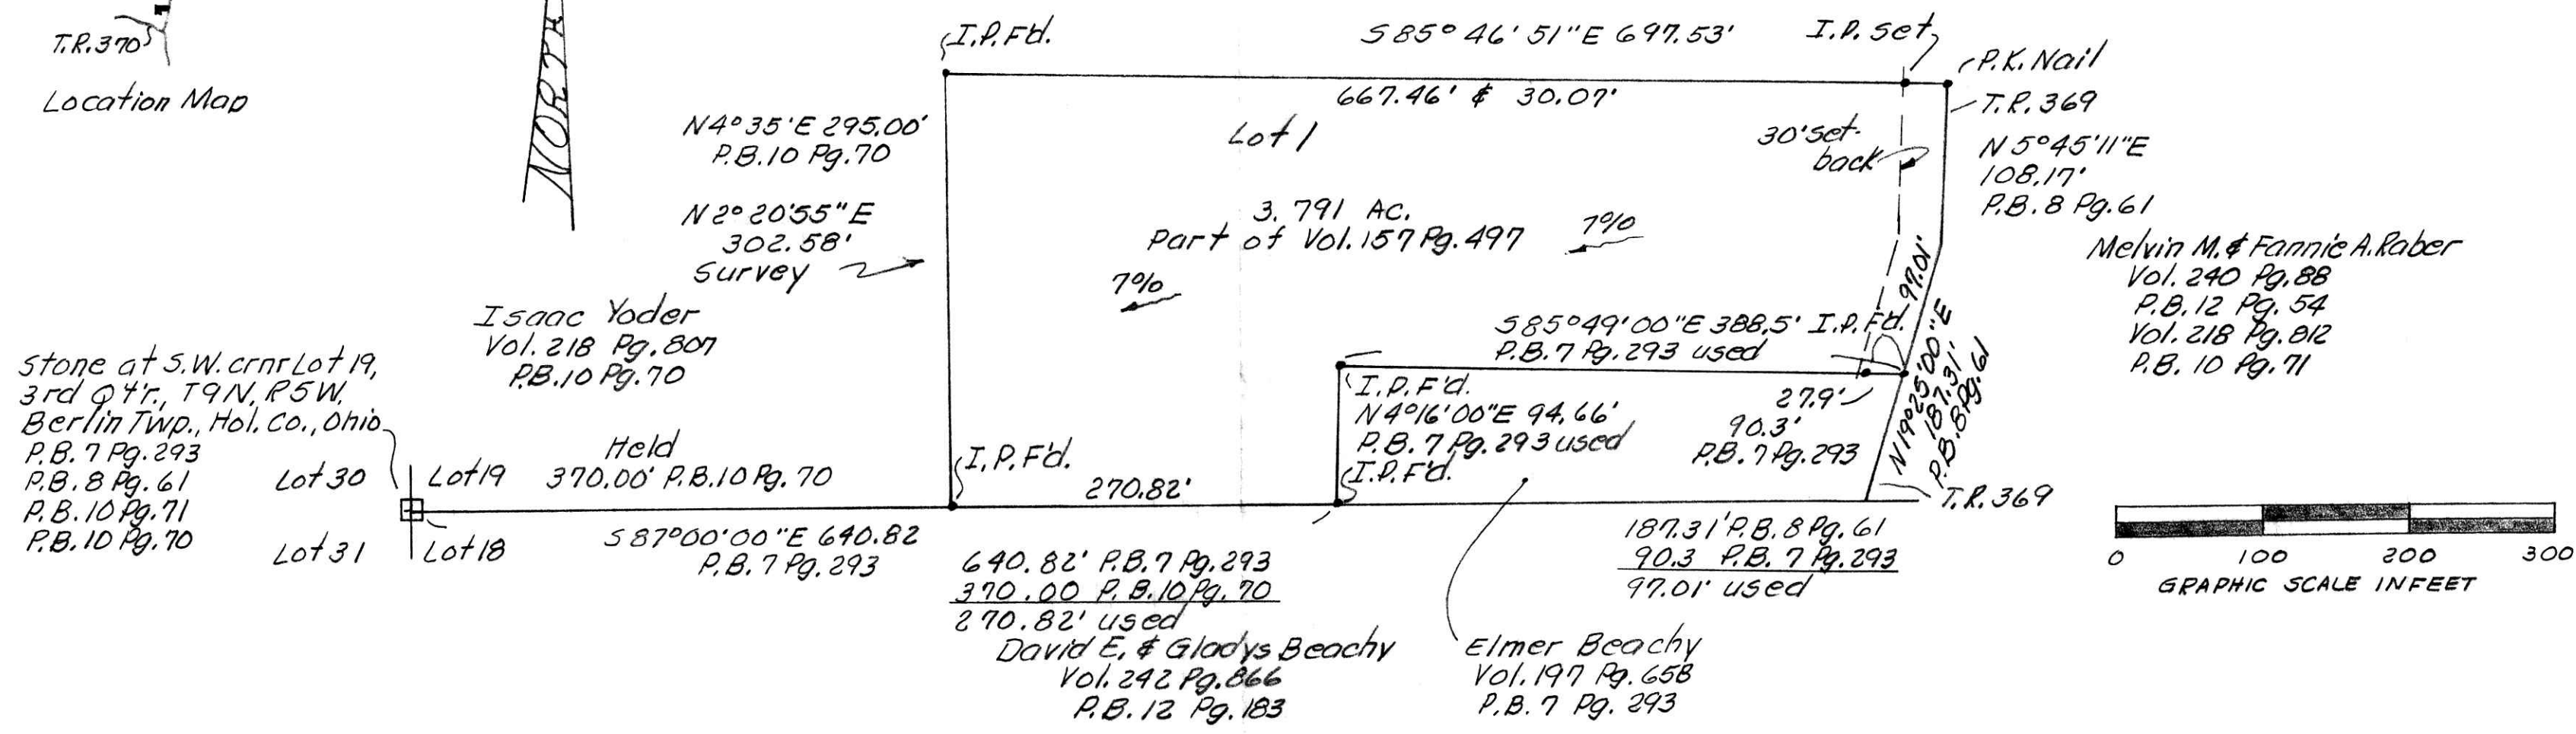 T.R.370
Location Map
NORTH
I.P.F'd.
S85°46'51"E 697.53'
I.P. set
P.K. Nail
T.R.369
667.46' & 30.07'
Lot 1
30' set-
back
N5°45'11"E
108.17'
P.B.8 Pg.61
N4°35'E 295.00'
P.B.10 Pg.70
N2°20'55"E
302.58'
survey
3.791 AC.
part of Vol.157 Pg.497
7%
7%
Melvin M. & Fannie A. Raber
Vol. 240 Pg.88
P.B. 12 Pg. 54
Vol. 218 Pg. 812
P.B. 10 Pg. 71
Isaac Yoder
Vol. 218 Pg. 807
P.B.10 Pg.70
97.01'
S85°49'00"E 388.5' I.P.F'd.
P.B.7 Pg.293 used
N19°25'00"E
187.31'
P.B.8 Pg.61
Stone at S.W. crnr Lot 19,
3rd Qt'r., T9N, R5W,
Berlin Twp., Hol. Co., Ohio
P.B.7 Pg.293
P.B.8 Pg.61
P.B.10 Pg.71
P.B.10 Pg.70
I.P.F'd.
N4°16'00"E 94.66'
P.B. 7 Pg. 293 used
I.P.F'd.
27.9'
90.3'
P.B. 7 Pg. 293
Held
370.00' P.B.10 Pg. 70
Lot 30
Lot 19
Lot 31
Lot 18
I.P.F'd.
270.82'
T.R.369
S87°00'00"E 640.82
P.B.7 Pg.293
640.82' P.B.7 Pg.293
370.00 P.B.10 Pg.70
270.82' used
187.31' P.B. 8 Pg. 61
90.3 P.B. 7 Pg. 293
97.01' used
0 100 200 300
GRAPHIC SCALE IN FEET
David E. & Gladys Beachy
Vol. 242 Pg. 866
P.B. 12 Pg. 183
Elmer Beachy
Vol. 197 Pg. 658
P.B. 7 Pg. 293